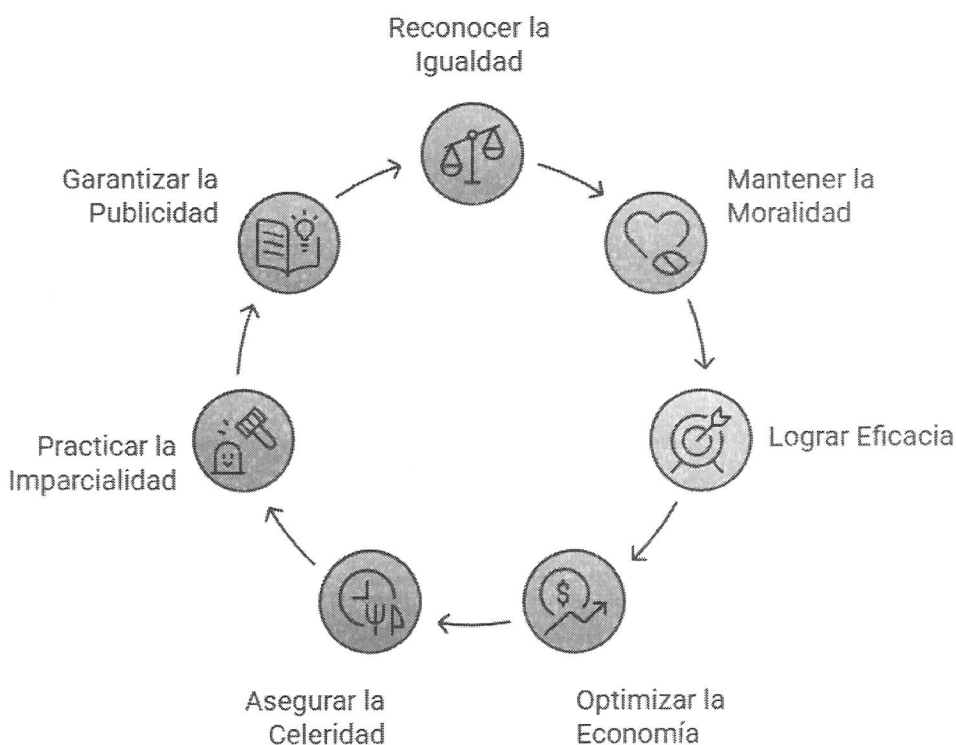 Reconocer la
Igualdad
Mantener la
Moralidad
Lograr Eficacia
Optimizar la
Economía
Asegurar la
Celeridad
Practicar la
Imparcialidad
Garantizar la
Publicidad
$